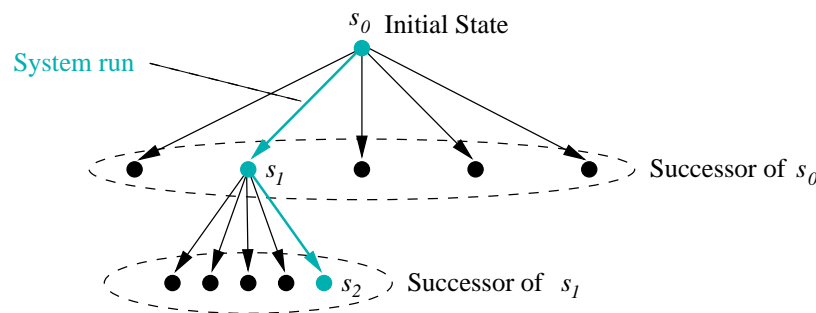 s0 Initial State
System run
s1
Successor of s0
s2
Successor of s1